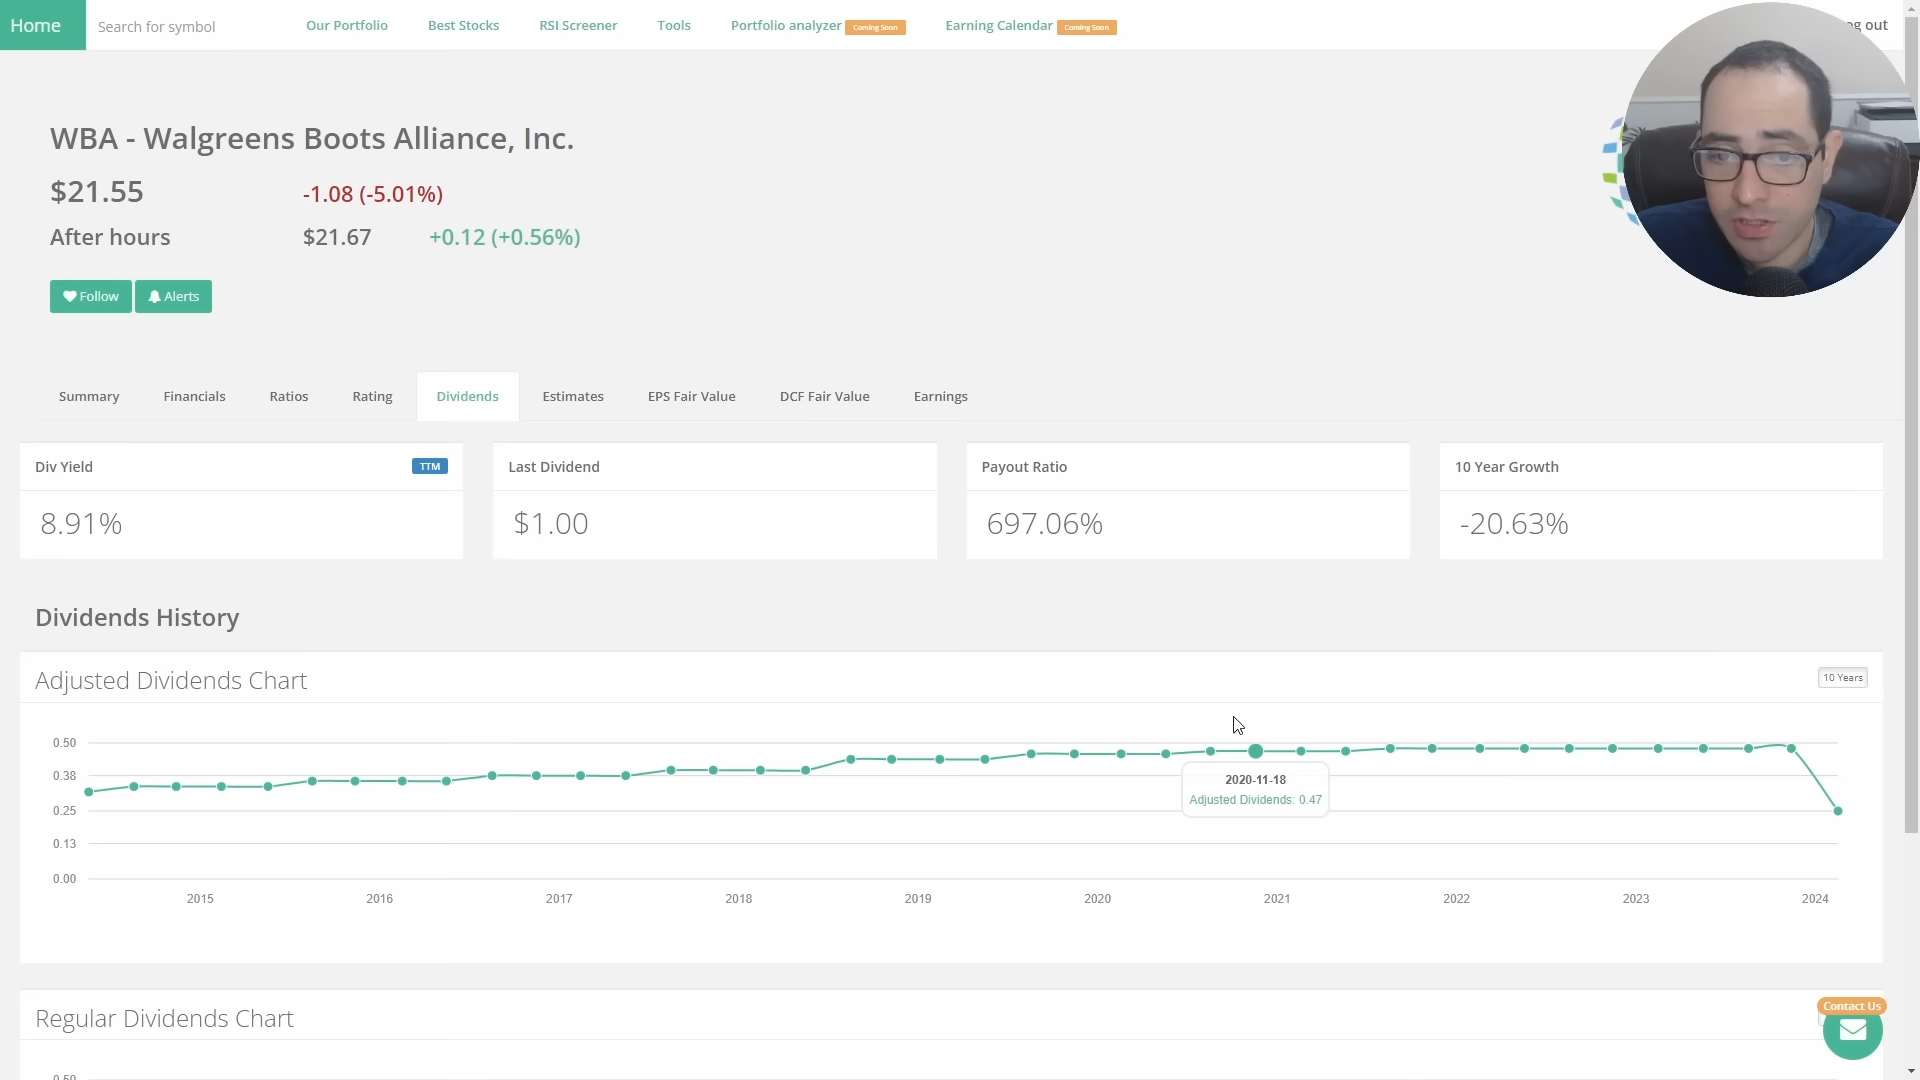 Home
Search for symbol
Our Portfolio
Best Stocks
RSI Screener
Tools
Portfolio analyzer Coming Soon
Earning Calendar Coming Soon
out
WBA - Walgreens Boots Alliance, Inc.
$21.55 -1.08 (-5.01%)
After hours $21.67 +0.12 (+0.56%)
Follow Alerts
Summary Financials Ratios Rating Dividends Estimates EPS Fair Value DCF Fair Value Earnings
Div Yield TTM
8.91%
Last Dividend
$1.00
Payout Ratio
697.06%
10 Year Growth
-20.63%
Dividends History
Adjusted Dividends Chart
10 Years
0.50
0.38
0.25
0.13
0.00
2020-11-18
Adjusted Dividends: 0.47
2015 2016 2017 2018 2019 2020 2021 2022 2023 2024
Regular Dividends Chart
Contact Us